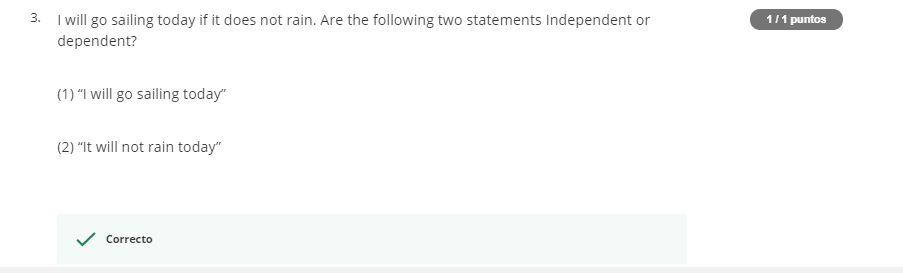 3. I will go sailing today if it does not rain. Are the following two statements Independent or
dependent?
1 / 1 puntos
(1) “I will go sailing today”
(2) “It will not rain today”
Correcto